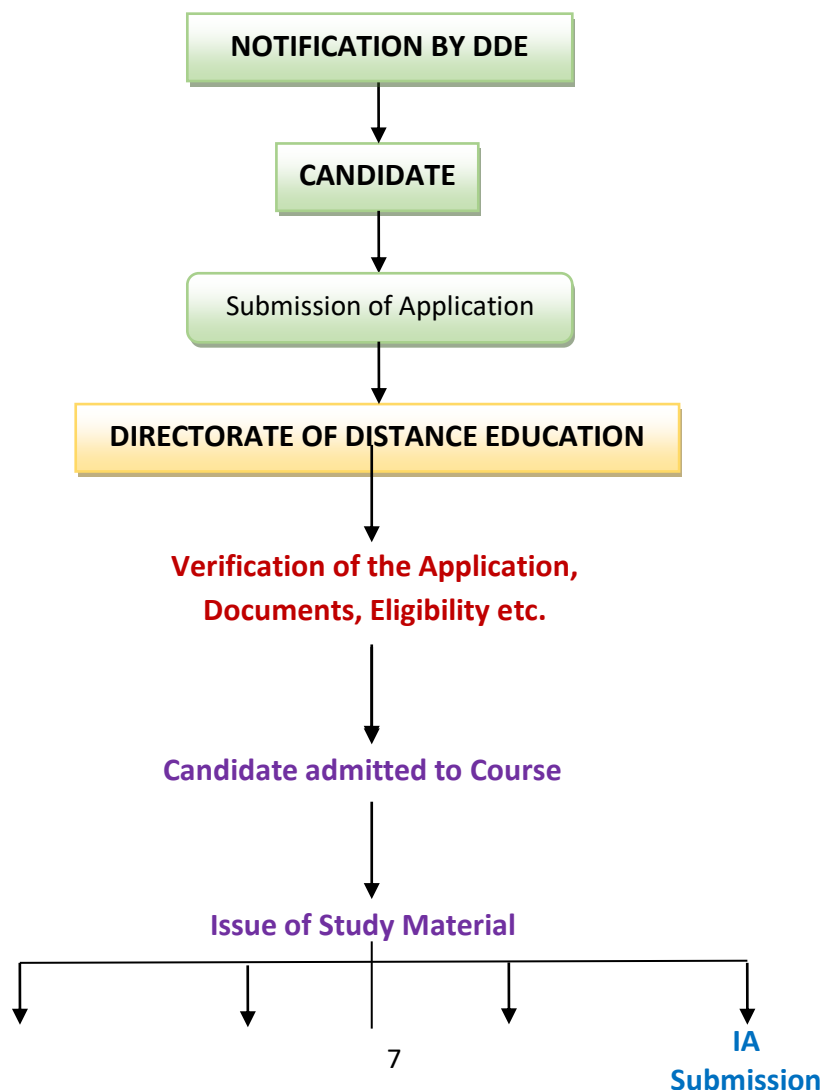 NOTIFICATION BY DDE
CANDIDATE
Submission of Application
DIRECTORATE OF DISTANCE EDUCATION
Verification of the Application,
Documents, Eligibility etc.
Candidate admitted to Course
Issue of Study Material
7
IA
Submission